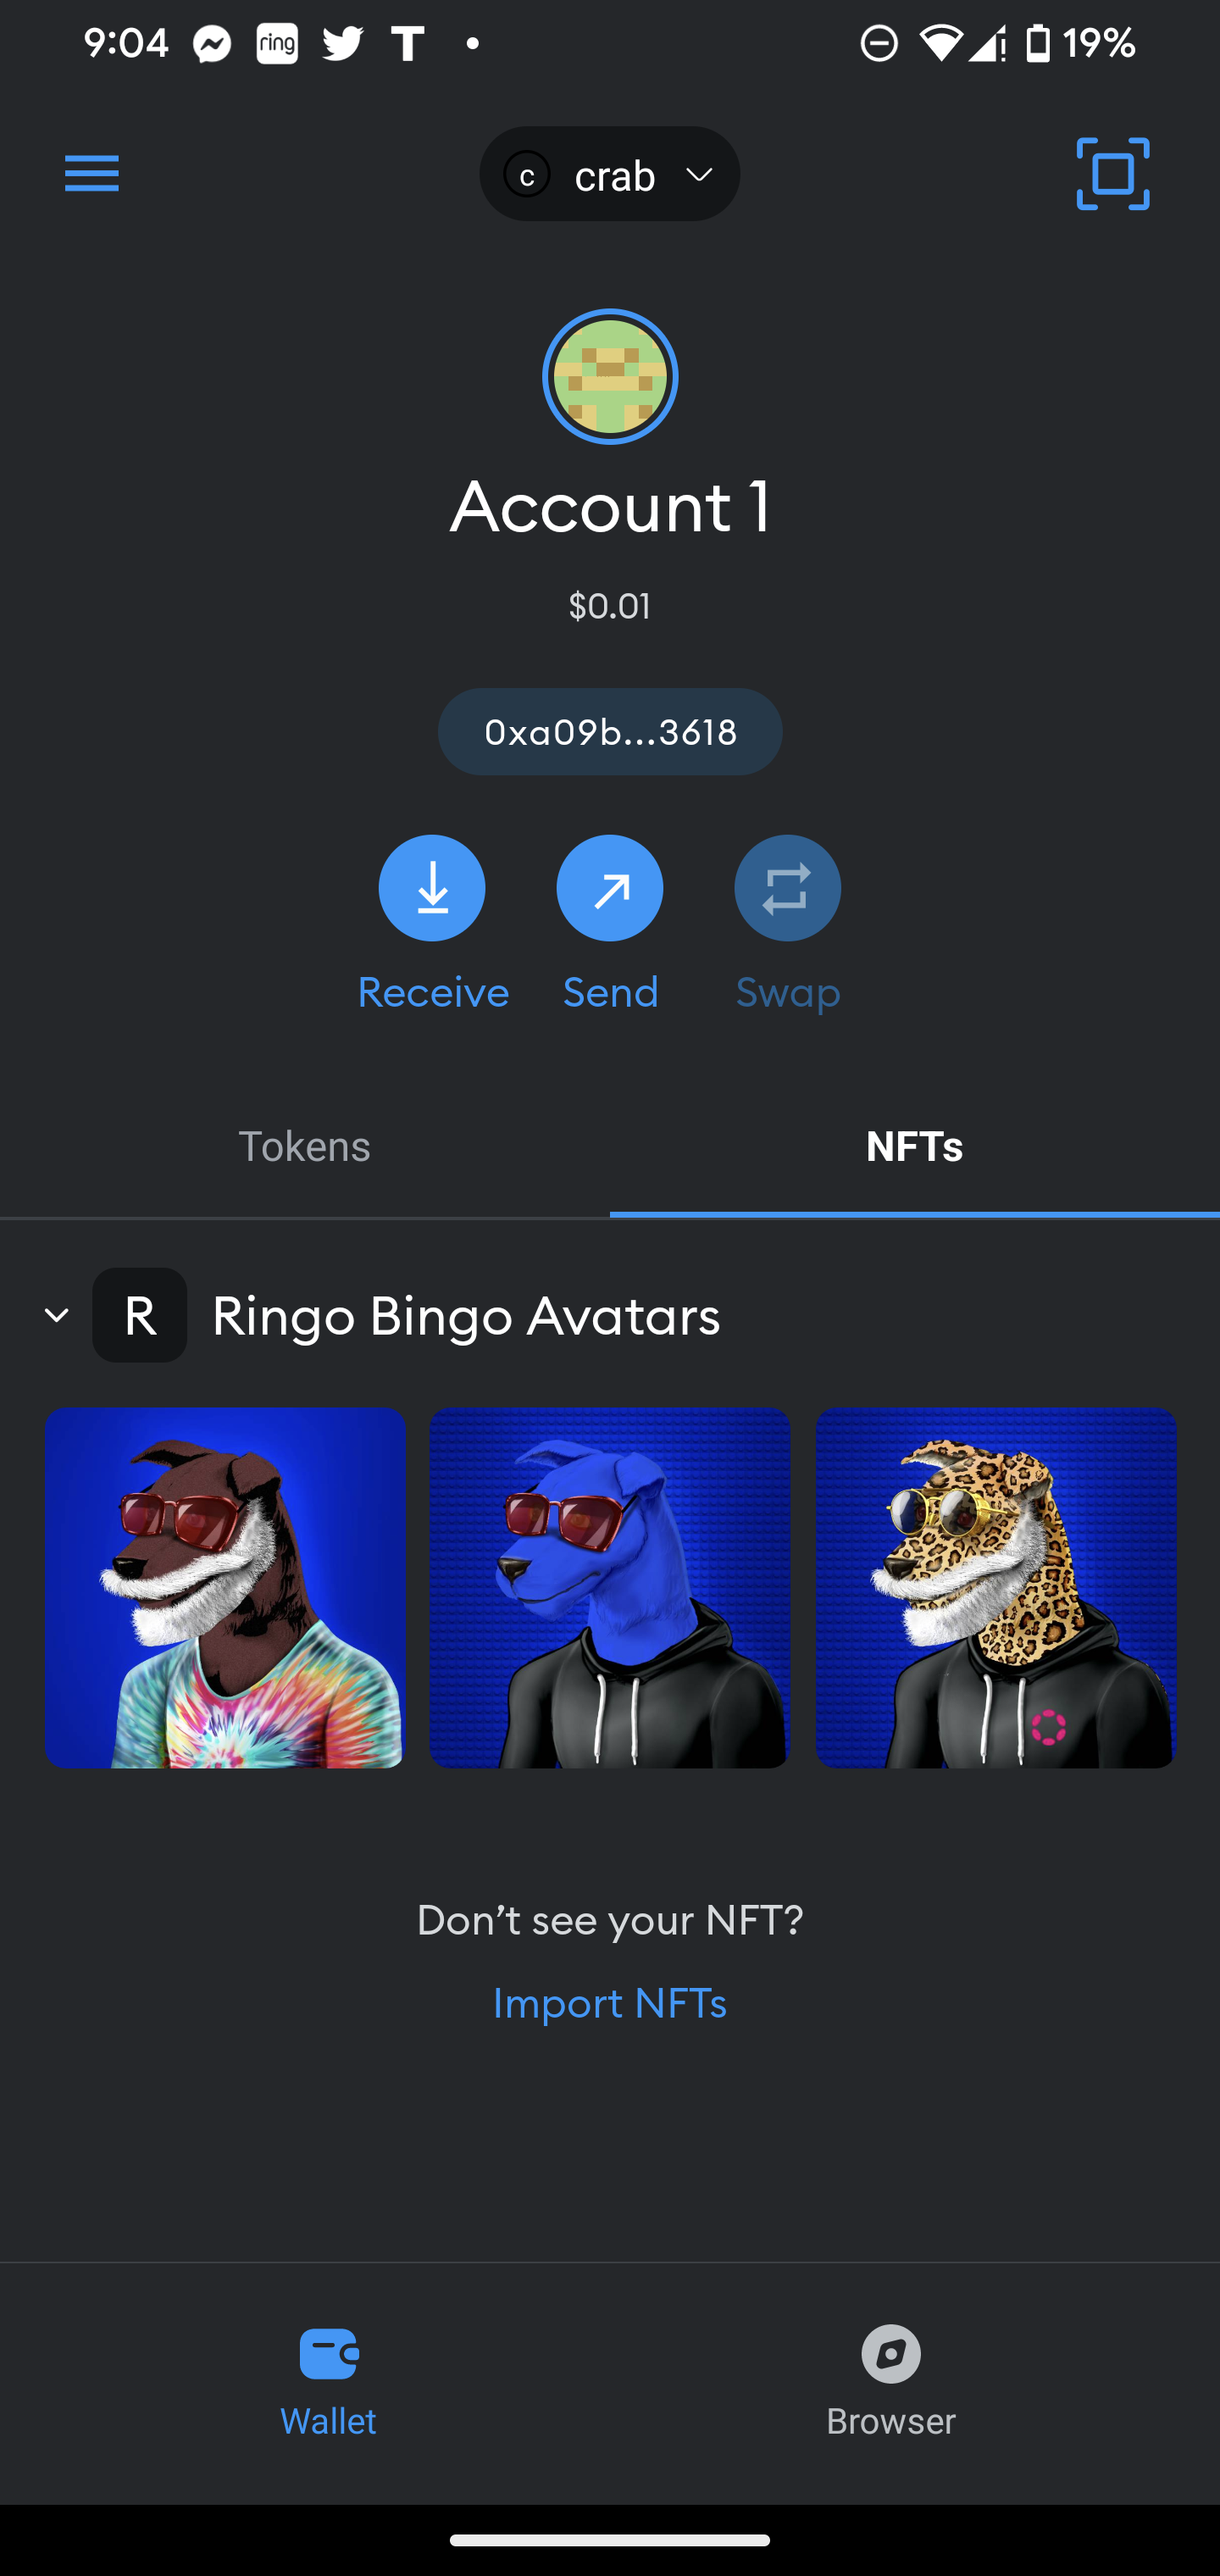 9:04 ring T 19%
c crab
Account 1
$0.01
0xa09b...3618
Receive Send Swap
Tokens NFTs
R Ringo Bingo Avatars
Don’t see your NFT?
Import NFTs
Wallet Browser